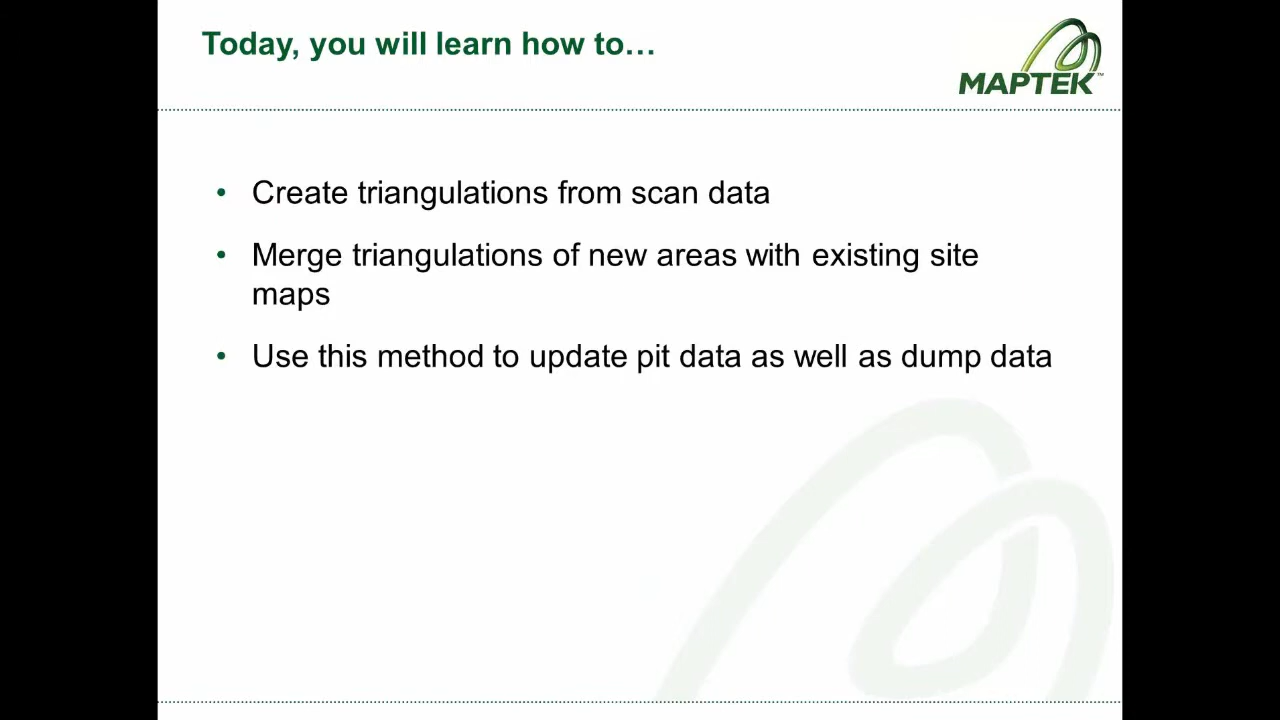 Today, you will learn how to…
MAPTEK™
• Create triangulations from scan data
• Merge triangulations of new areas with existing site
maps
• Use this method to update pit data as well as dump data